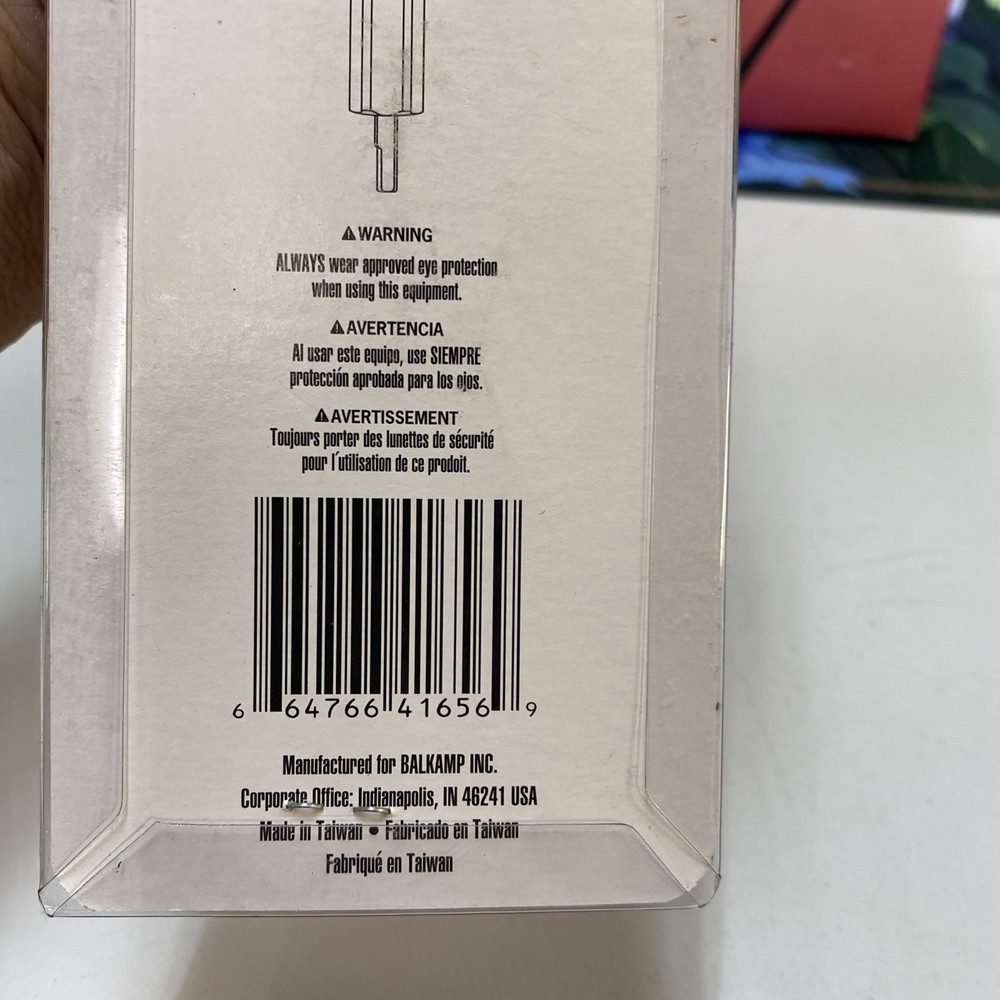 ⚠ WARNING
ALWAYS wear approved eye protection
when using this equipment.
⚠ AVERTENCIA
Al usar este equipo, use SIEMPRE
protección aprobada para los ojos.
⚠ AVERTISSEMENT
Toujours porter des lunettes de sécurité
pour l'utilisation de ce prodoit.
6 64766 41656 9
Manufactured for BALKAMP INC.
Corporate Office: Indianapolis, IN 46241 USA
Made in Taiwan • Fabricado en Taiwan
Fabriqué en Taiwan